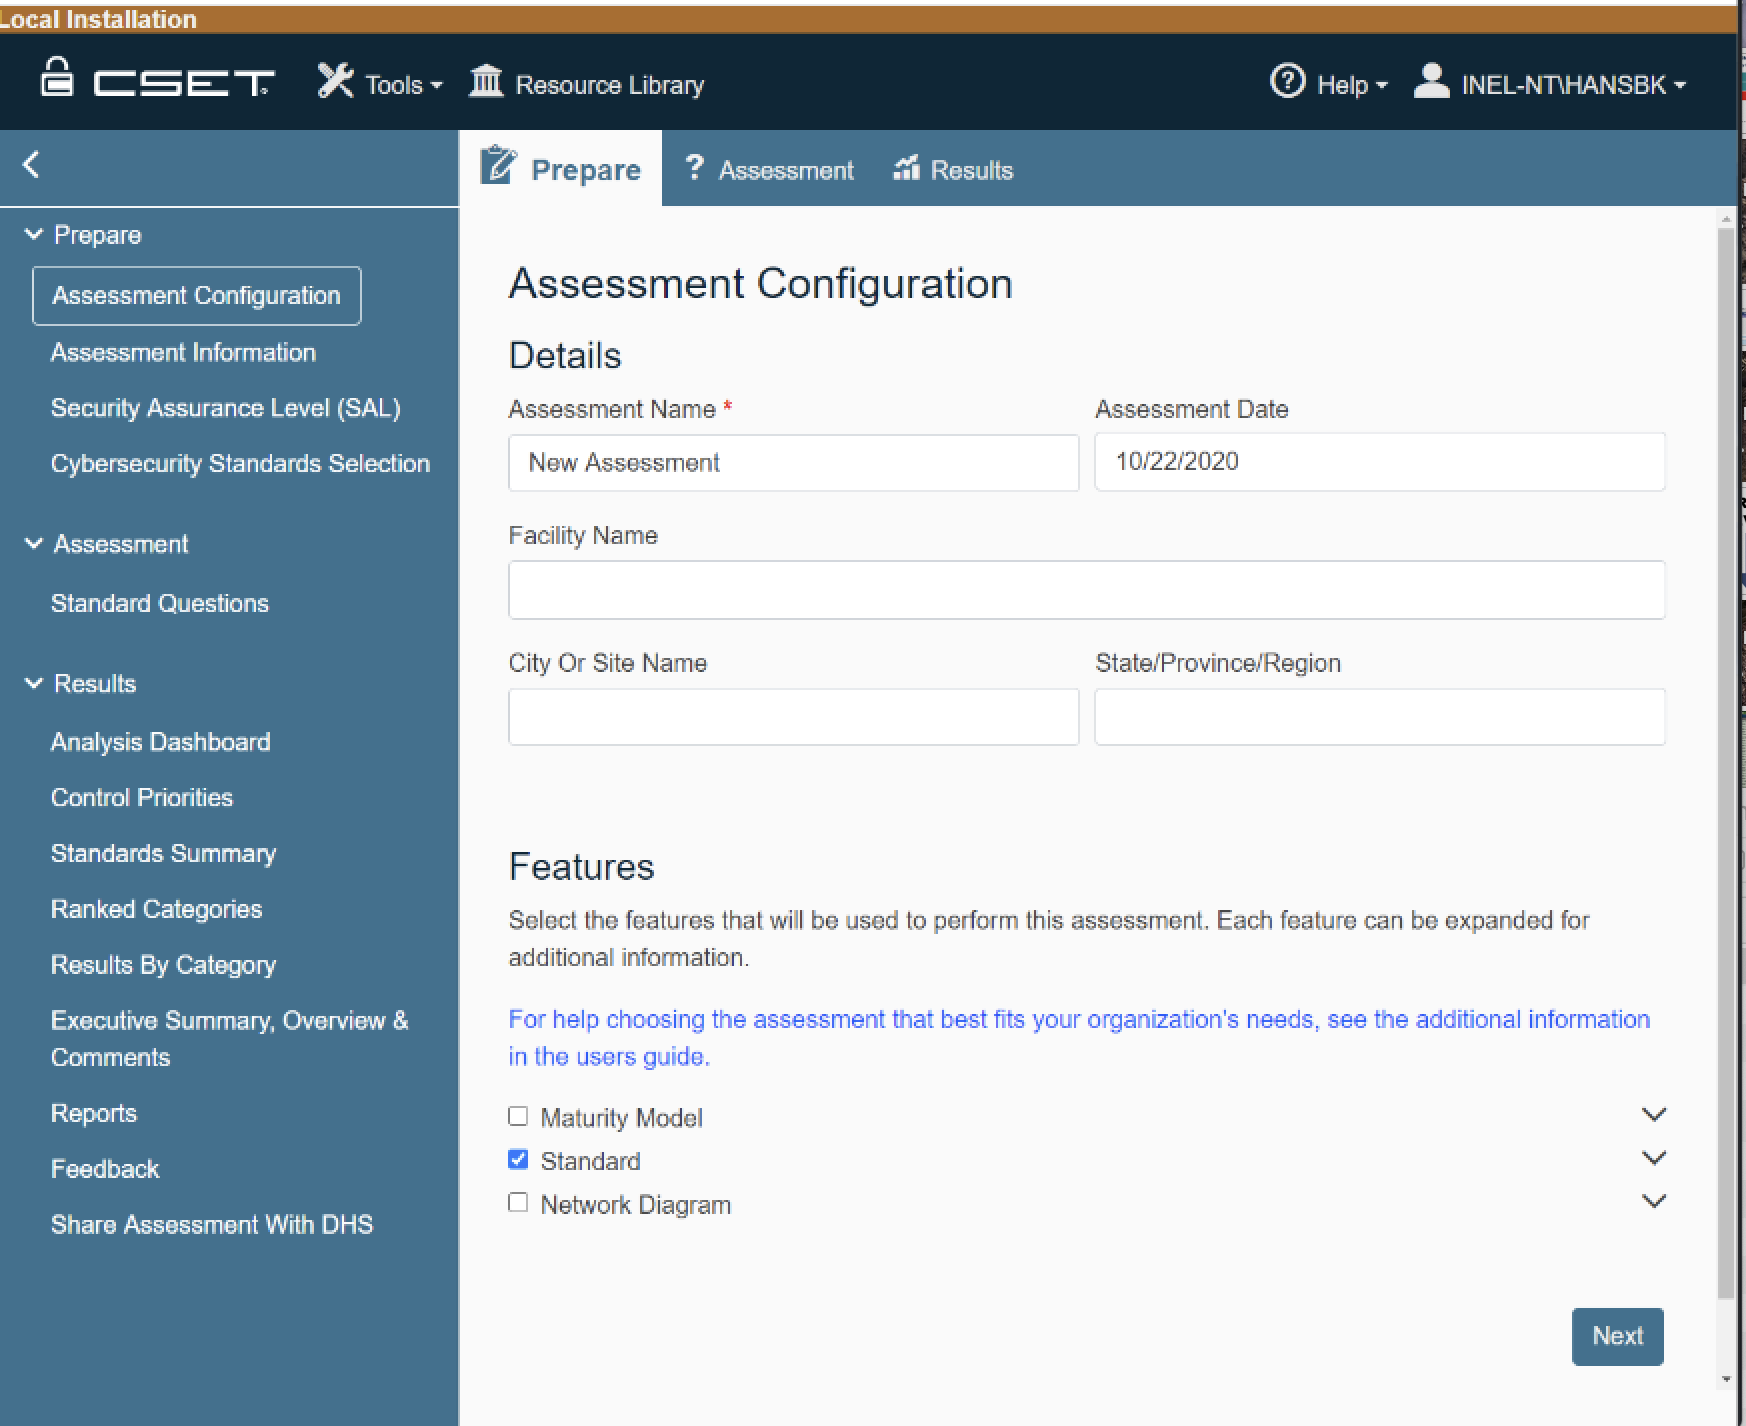 Local Installation
CSET
Tools
Resource Library
Help
INEL-NT\HANSBK
Prepare
Assessment
Results
Prepare
Assessment Configuration
Assessment Information
Security Assurance Level (SAL)
Cybersecurity Standards Selection
Assessment
Standard Questions
Results
Analysis Dashboard
Control Priorities
Standards Summary
Ranked Categories
Results By Category
Executive Summary, Overview &
Comments
Reports
Feedback
Share Assessment With DHS
Assessment Configuration
Details
Assessment Name *
Assessment Date
New Assessment
10/22/2020
Facility Name
City Or Site Name
State/Province/Region
Features
Select the features that will be used to perform this assessment. Each feature can be expanded for
additional information.
For help choosing the assessment that best fits your organization's needs, see the additional information
in the users guide.
Maturity Model
Standard
Network Diagram
Next